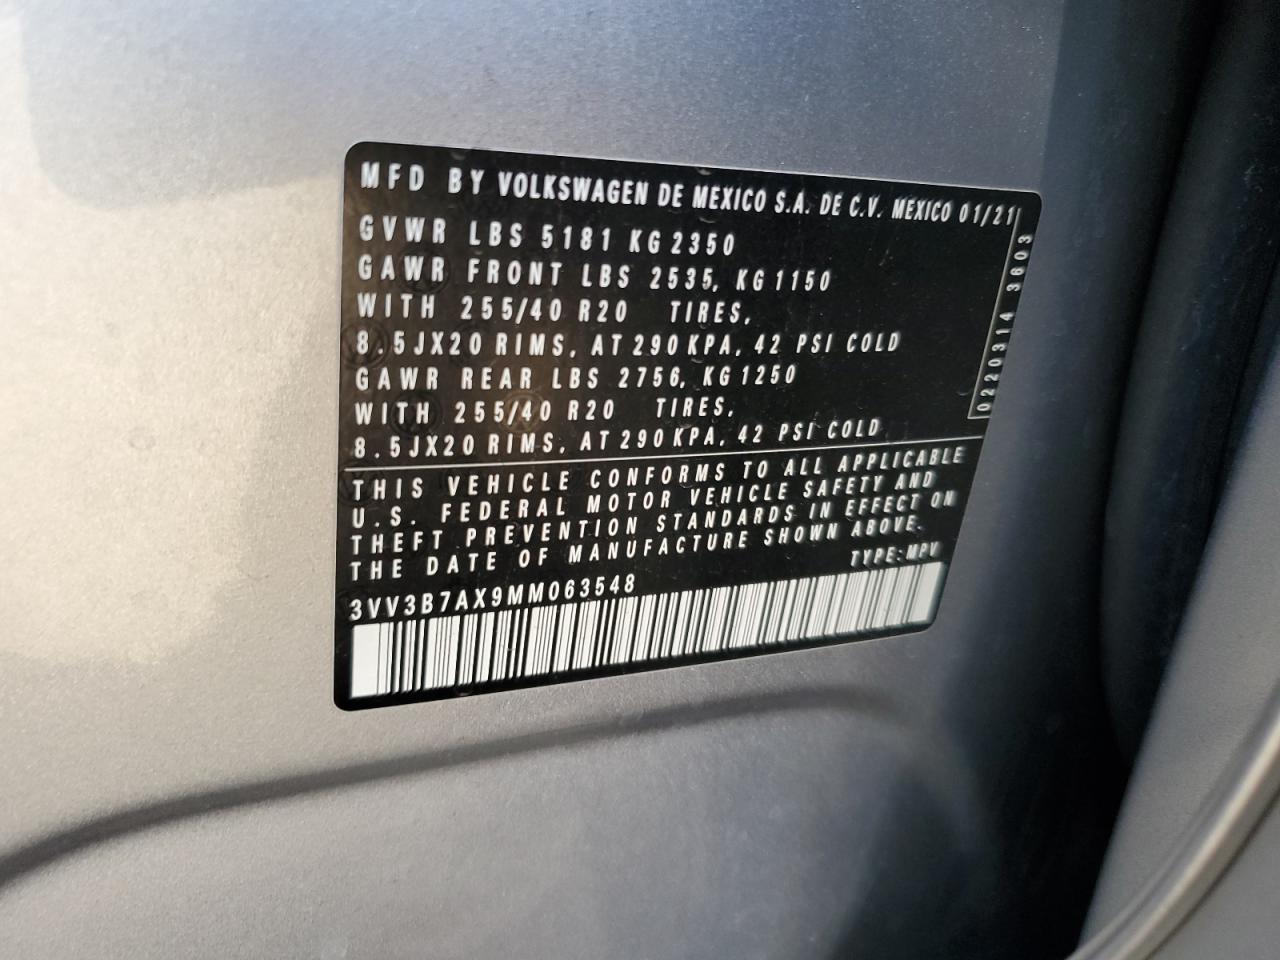 MFD BY VOLKSWAGEN DE MEXICO S.A. DE C.V. MEXICO 01/21
GVWR LBS 5181 KG 2350
GAWR FRONT LBS 2535, KG 1150
WITH 255/40 R20 TIRES,
8.5JX20 RIMS, AT 290 KPA, 42 PSI COLD
GAWR REAR LBS 2756, KG 1250
WITH 255/40 R20 TIRES,
8.5JX20 RIMS, AT 290 KPA, 42 PSI COLD
0220314 3603
THIS VEHICLE CONFORMS TO ALL APPLICABLE
U.S. FEDERAL MOTOR VEHICLE SAFETY AND
THEFT PREVENTION STANDARDS IN EFFECT ON
THE DATE OF MANUFACTURE SHOWN ABOVE.
TYPE:MPV
3VV3B7AX9MM063548